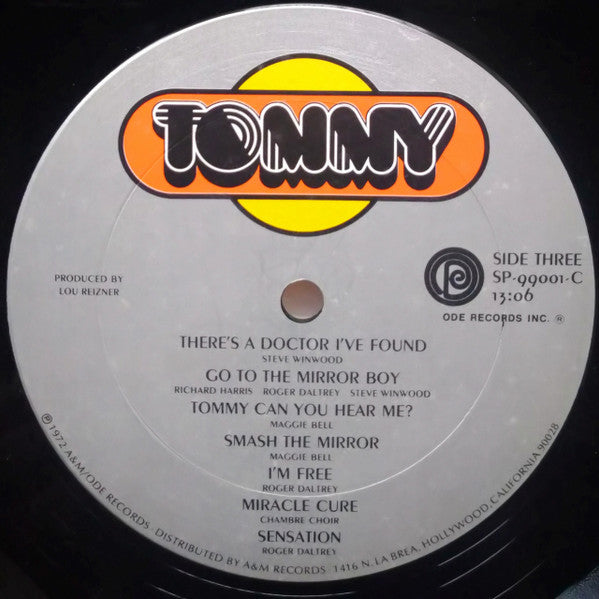 TOMMY
PRODUCED BY
LOU REIZNER
SIDE THREE
SP-99001-C
13:06
ODE RECORDS INC. ®
THERE'S A DOCTOR I'VE FOUND
STEVE WINWOOD
GO TO THE MIRROR BOY
RICHARD HARRIS ROGER DALTREY STEVE WINWOOD
TOMMY CAN YOU HEAR ME?
MAGGIE BELL
SMASH THE MIRROR
MAGGIE BELL
I'M FREE
ROGER DALTREY
MIRACLE CURE
CHAMBRE CHOIR
SENSATION
ROGER DALTREY
℗ 1972 A&M/ODE RECORDS · DISTRIBUTED BY A&M RECORDS 1416 N. LA BREA, HOLLYWOOD, CALIFORNIA 90028